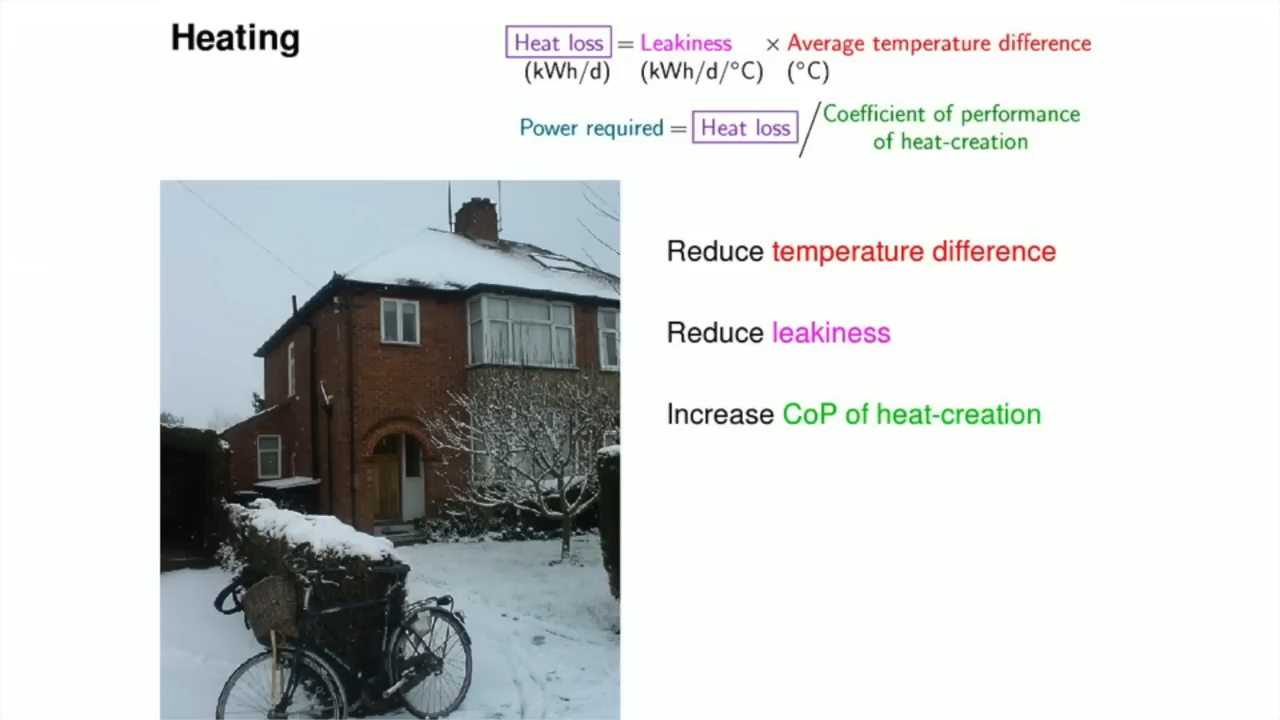 Heating
Heat loss = Leakiness × Average temperature difference
(kWh/d) (kWh/d/°C) (°C)
Power required = Heat loss / Coefficient of performance
of heat-creation
Reduce temperature difference
Reduce leakiness
Increase CoP of heat-creation